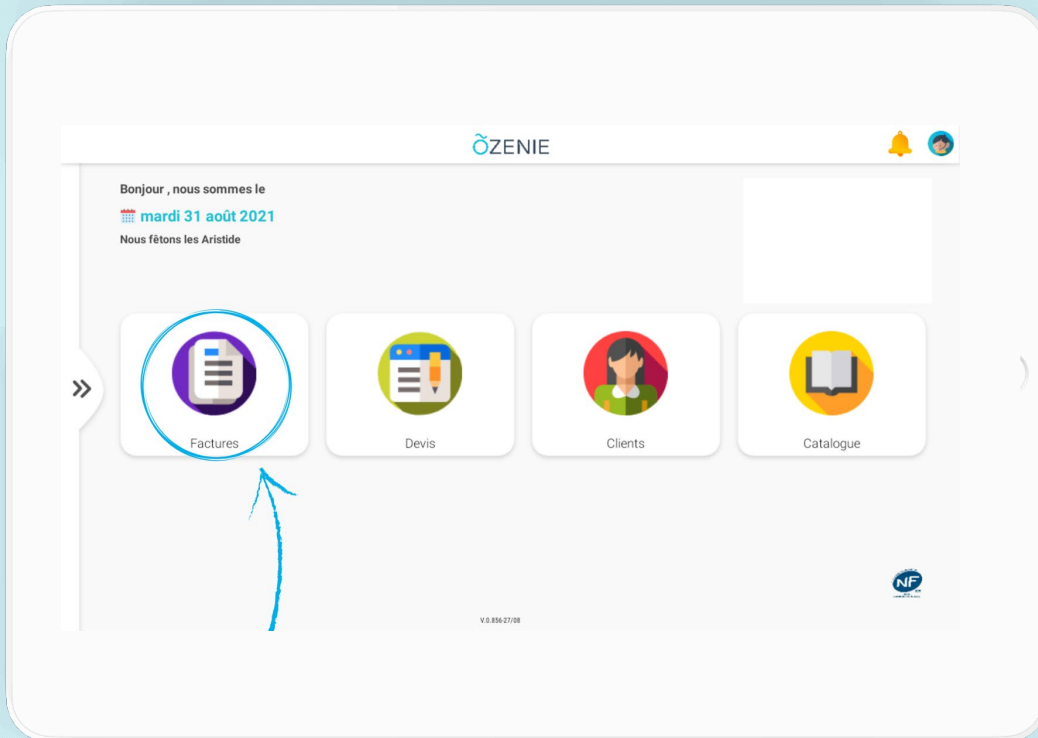 õZENIE
Bonjour , nous sommes le
mardi 31 août 2021
Nous fêtons les Aristide
Factures
Devis
Clients
Catalogue
NF
V.0.856-27/08